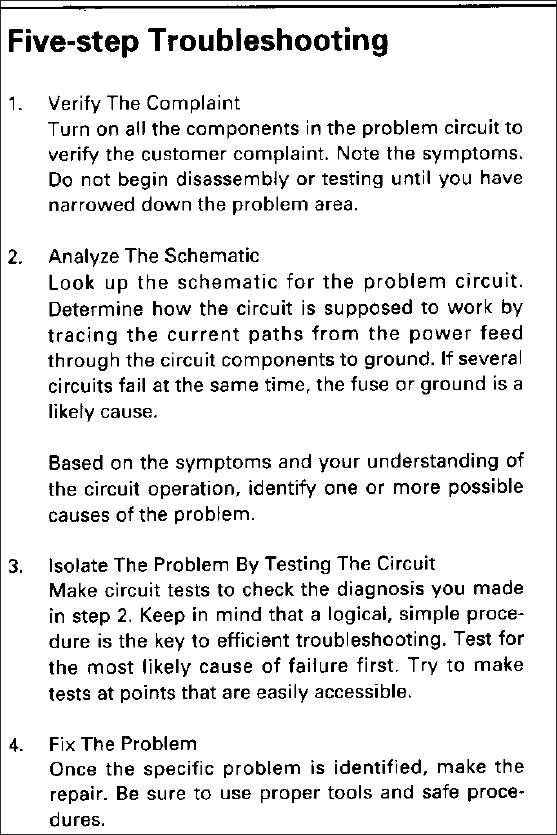 Five-step Troubleshooting
1. Verify The Complaint
Turn on all the components in the problem circuit to
verify the customer complaint. Note the symptoms.
Do not begin disassembly or testing until you have
narrowed down the problem area.
2. Analyze The Schematic
Look up the schematic for the problem circuit.
Determine how the circuit is supposed to work by
tracing the current paths from the power feed
through the circuit components to ground. If several
circuits fail at the same time, the fuse or ground is a
likely cause.
Based on the symptoms and your understanding of
the circuit operation, identify one or more possible
causes of the problem.
3. Isolate The Problem By Testing The Circuit
Make circuit tests to check the diagnosis you made
in step 2. Keep in mind that a logical, simple proce-
dure is the key to efficient troubleshooting. Test for
the most likely cause of failure first. Try to make
tests at points that are easily accessible.
4. Fix The Problem
Once the specific problem is identified, make the
repair. Be sure to use proper tools and safe proce-
dures.